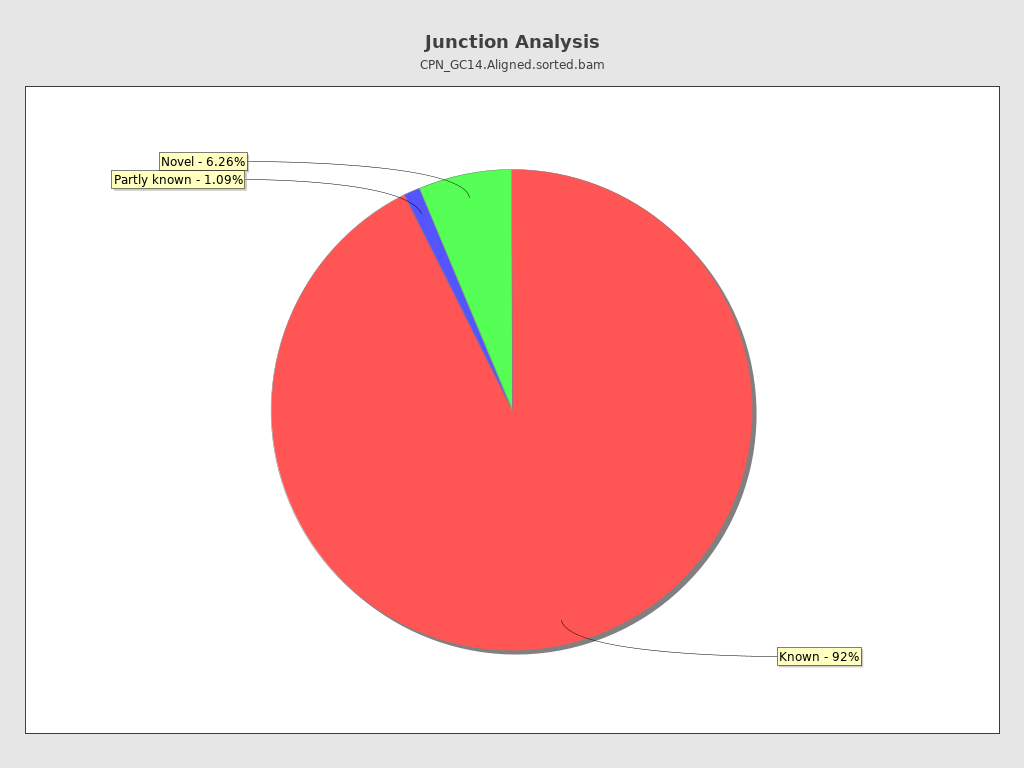 Junction Analysis
CPN_GC14.Aligned.sorted.bam
Novel - 6.26%
Partly known - 1.09%
Known - 92%